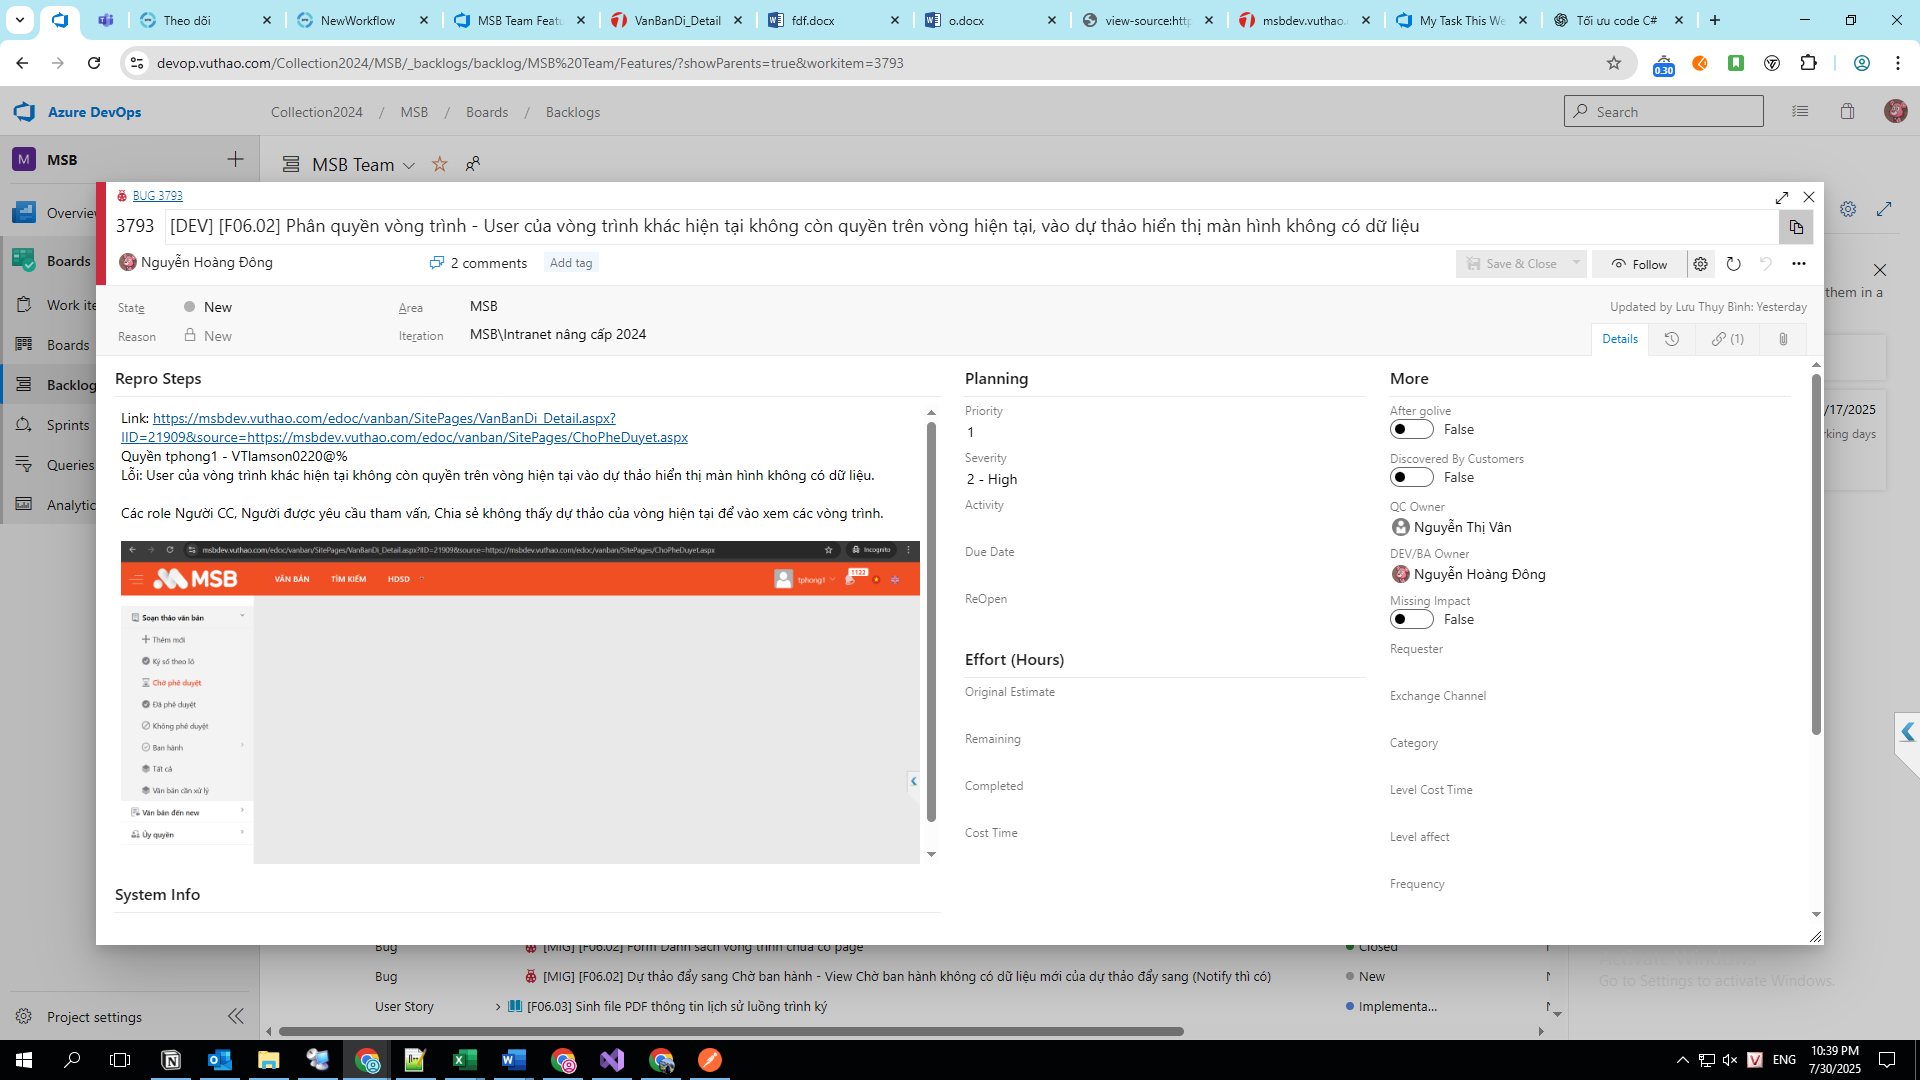 Theo dõi
NewWorkflow
MSB Team Featu
VanBanDi_Detail
fdf.docx
o.docx
view-source:http
msbdev.vuthao.
My Task This We
Tối ưu code C#
devop.vuthao.com/Collection2024/MSB/_backlogs/backlog/MSB%20Team/Features/?showParents=true&workitem=3793
0.30
Azure DevOps
Collection2024 / MSB / Boards / Backlogs
Search
M MSB
MSB Team
Overview
Boards
Work ite
Boards
Backlog
Sprints
Queries
Analytic
Project settings
BUG 3793
3793 [DEV] [F06.02] Phân quyền vòng trình - User của vòng trình khác hiện tại không còn quyền trên vòng hiện tại, vào dự thảo hiển thị màn hình không có dữ liệu
Nguyễn Hoàng Đông
2 comments
Add tag
Save & Close
Follow
State New
Area MSB
Updated by Lưu Thụy Bình: Yesterday
Reason New
Iteration MSB\Intranet nâng cấp 2024
Details
(1)
them in a
/17/2025
rking days
Repro Steps
Link: https://msbdev.vuthao.com/edoc/vanban/SitePages/VanBanDi_Detail.aspx?
IID=21909&source=https://msbdev.vuthao.com/edoc/vanban/SitePages/ChoPheDuyet.aspx
Quyền tphong1 - VTlamson0220@%
Lỗi: User của vòng trình khác hiện tại không còn quyền trên vòng hiện tại vào dự thảo hiển thị màn hình không có dữ liệu.
Các role Người CC, Người được yêu cầu tham vấn, Chia sẻ không thấy dự thảo của vòng hiện tại để vào xem các vòng trình.
msbdev.vuthao.com/edoc/vanban/SitePages/VanBanDi_Detail.aspx?IID=21909&source=https://msbdev.vuthao.com/edoc/vanban/SitePages/ChoPheDuyet.aspx
Incognito
MSB
VĂN BẢN
TÌM KIẾM
HDSD
tphong1
1122
Soạn thảo văn bản
Thêm mới
Ký số theo lô
Chờ phê duyệt
Đã phê duyệt
Không phê duyệt
Ban hành
Tất cả
Văn bản cần xử lý
Văn bản đến new
Ủy quyền
System Info
Planning
Priority
1
Severity
2 - High
Activity
Due Date
ReOpen
Effort (Hours)
Original Estimate
Remaining
Completed
Cost Time
More
After golive
False
Discovered By Customers
False
QC Owner
Nguyễn Thị Vân
DEV/BA Owner
Nguyễn Hoàng Đông
Missing Impact
False
Requester
Exchange Channel
Category
Level Cost Time
Level affect
Frequency
Bug [MIG] [F06.02] Form Danh sách vòng trình chưa có page Closed
Bug [MIG] [F06.02] Dự thảo đẩy sang Chờ ban hành - View Chờ ban hành không có dữ liệu mới của dự thảo đẩy sang (Notify thì có) New
User Story [F06.03] Sinh file PDF thông tin lịch sử luồng trình ký Implementa...
Activate Windows
Go to Settings to activate Windows.
ENG
10:39 PM
7/30/2025